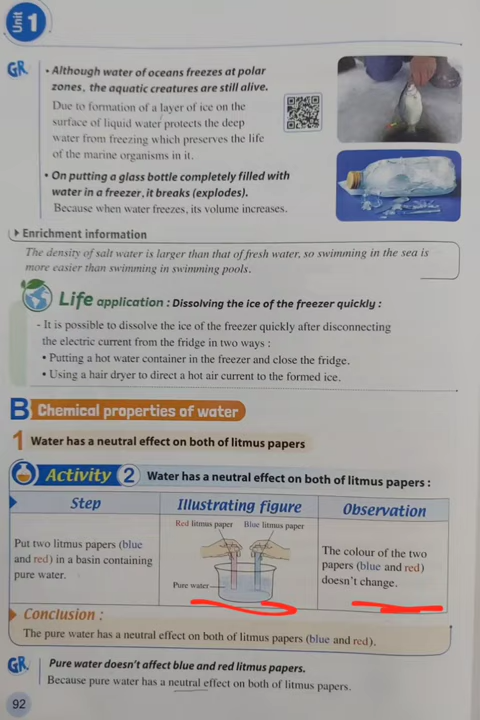 Unit 1
GR • Although water of oceans freezes at polar
zones, the aquatic creatures are still alive.
Due to formation of a layer of ice on the
surface of liquid water protects the deep
water from freezing which preserves the life
of the marine organisms in it.
• On putting a glass bottle completely filled with
water in a freezer, it breaks (explodes).
Because when water freezes, its volume increases.
Enrichment information
The density of salt water is larger than that of fresh water, so swimming in the sea is
more easier than swimming in swimming pools.
Life application : Dissolving the ice of the freezer quickly :
- It is possible to dissolve the ice of the freezer quickly after disconnecting
the electric current from the fridge in two ways :
• Putting a hot water container in the freezer and close the fridge.
• Using a hair dryer to direct a hot air current to the formed ice.
B Chemical properties of water
1 Water has a neutral effect on both of litmus papers
Activity 2 Water has a neutral effect on both of litmus papers :
Step
Illustrating figure
Observation
Put two litmus papers (blue
and red) in a basin containing
pure water.
Red litmus paper Blue litmus paper
Pure water
The colour of the two
papers (blue and red)
doesn't change.
Conclusion :
The pure water has a neutral effect on both of litmus papers (blue and red).
GR. Pure water doesn't affect blue and red litmus papers.
Because pure water has a neutral effect on both of litmus papers.
92